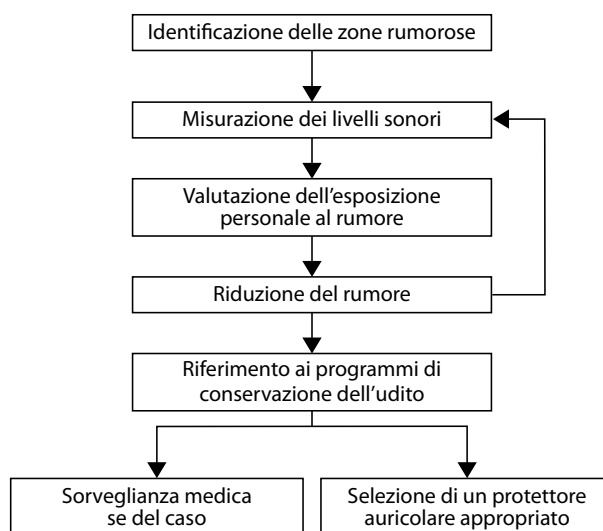 Identificazione delle zone rumorose
Misurazione dei livelli sonori
Valutazione dell'esposizione
personale al rumore
Riduzione del rumore
Riferimento ai programmi di
conservazione dell'udito
Sorveglianza medica
se del caso
Selezione di un protettore
auricolare appropriato